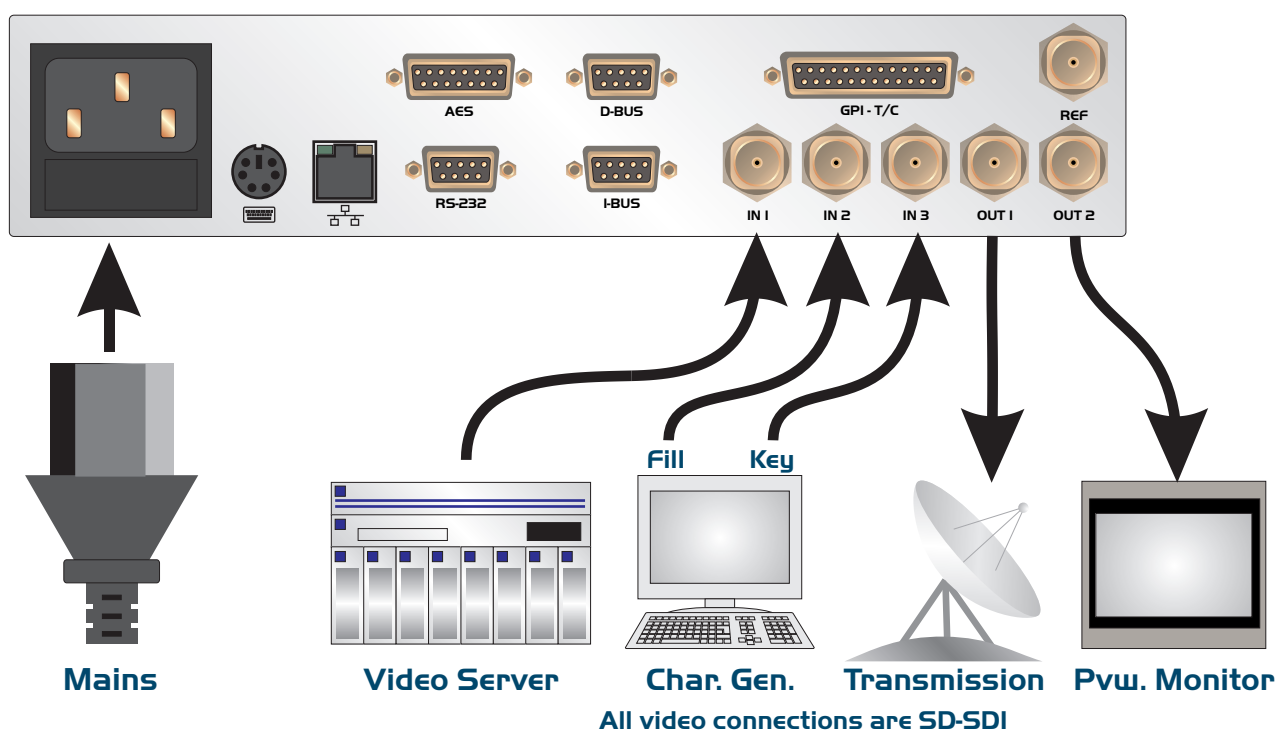 AES
D-BUS
GPI - T/C
REF
RS-232
I-BUS
IN 1
IN 2
IN 3
OUT 1
OUT 2
Fill
Key
Mains
Video Server
Char. Gen.
Transmission
Pvw. Monitor
All video connections are SD-SDI